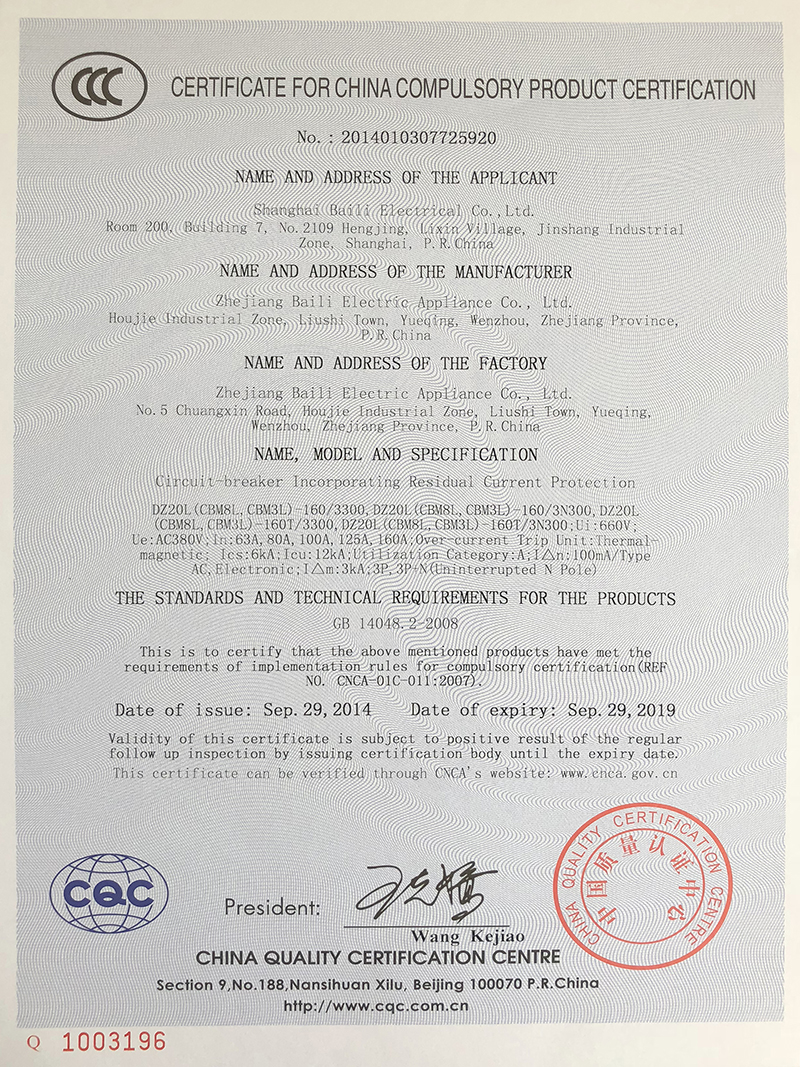 CCC
CERTIFICATE FOR CHINA COMPULSORY PRODUCT CERTIFICATION
No. : 2014010307725920
NAME AND ADDRESS OF THE APPLICANT
Shanghai Baili Electrical Co.,Ltd.
Room 200, Building 7, No.2109 Hengjing, Lixin Village, Jinshang Industrial
Zone, Shanghai, P.R.China
NAME AND ADDRESS OF THE MANUFACTURER
Zhejiang Baili Electric Appliance Co., Ltd.
Houjie Industrial Zone, Liushi Town, Yueqing, Wenzhou, Zhejiang Province,
P.R.China
NAME AND ADDRESS OF THE FACTORY
Zhejiang Baili Electric Appliance Co., Ltd.
No.5 Chuangxin Road, Houjie Industrial Zone, Liushi Town, Yueqing,
Wenzhou, Zhejiang Province, P.R.China
NAME, MODEL AND SPECIFICATION
Circuit-breaker Incorporating Residual Current Protection
DZ20L(CBM8L, CBM3L)-160/3300, DZ20L(CBM8L, CBM3L)-160/3N300, DZ20L
(CBM8L, CBM3L)-160T/3300, DZ20L(CBM8L, CBM3L)-160T/3N300;Ui:660V;
Ue:AC380V;In:63A, 80A, 100A, 125A, 160A;Over-current Trip Unit:Thermal-
magnetic; Ics:6kA;Icu:12kA;Utilization Category:A;I△n:100mA/Type
AC, Electronic;I△m:3kA;3P, 3P+N(Uninterrupted N Pole)
THE STANDARDS AND TECHNICAL REQUIREMENTS FOR THE PRODUCTS
GB 14048.2-2008
This is to certify that the above mentioned products have met the
requirements of implementation rules for compulsory certification(REF
NO. CNCA-01C-011:2007).
Date of issue: Sep.29,2014 Date of expiry: Sep.29,2019
Validity of this certificate is subject to positive result of the regular
follow up inspection by issuing certification body until the expiry date.
This certificate can be verified through CNCA's website: www.cnca.gov.cn
CHINA QUALITY CERTIFICATION CENTRE
中国质量认证中心
CQC
President: 王克娇
Wang Kejiao
CHINA QUALITY CERTIFICATION CENTRE
Section 9,No.188,Nansihuan Xilu, Beijing 100070 P.R.China
http://www.cqc.com.cn
Q 1003196